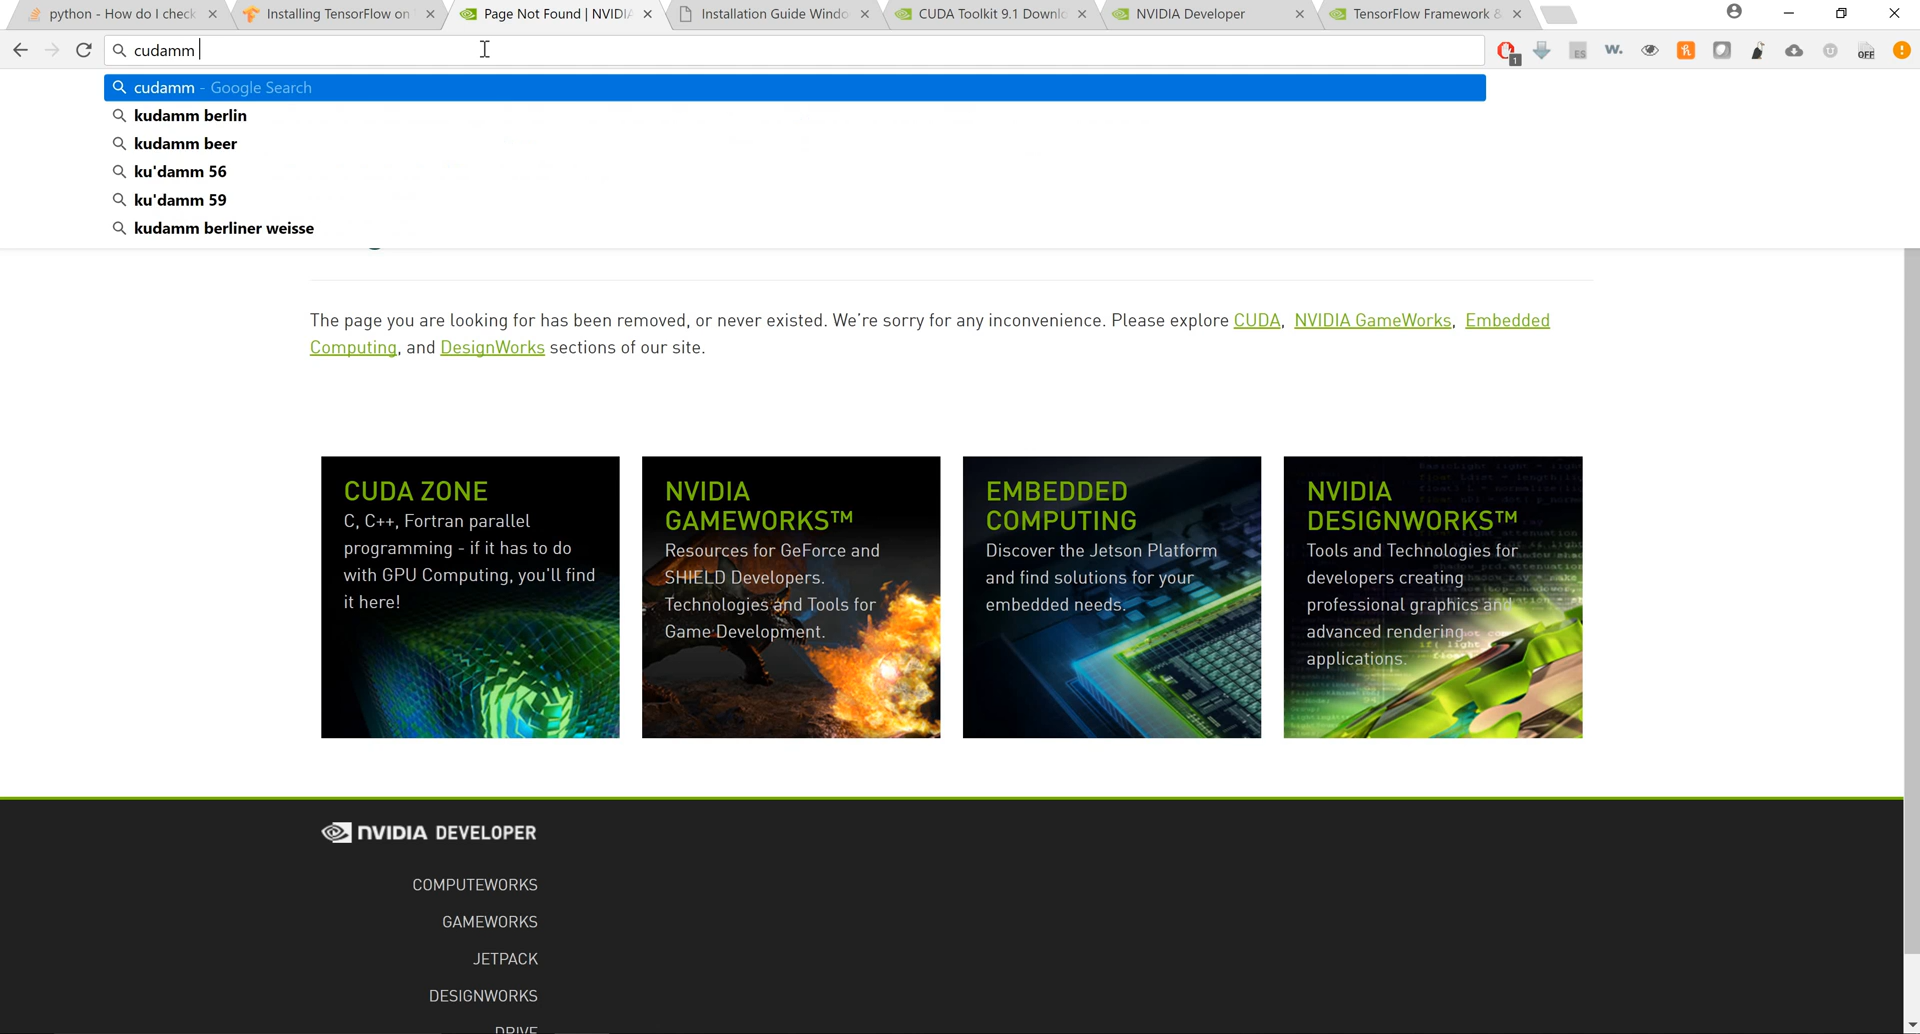 python - How do I check
Installing TensorFlow on
Page Not Found | NVIDIA
Installation Guide Windo
CUDA Toolkit 9.1 Downlo
NVIDIA Developer
TensorFlow Framework &
cudamm
1
ES
W.
OFF
cudamm - Google Search
kudamm berlin
kudamm beer
ku'damm 56
ku'damm 59
kudamm berliner weisse
The page you are looking for has been removed, or never existed. We're sorry for any inconvenience. Please explore CUDA, NVIDIA GameWorks, Embedded
Computing, and DesignWorks sections of our site.
CUDA ZONE
C, C++, Fortran parallel
programming - if it has to do
with GPU Computing, you'll find
it here!
NVIDIA
GAMEWORKS™
Resources for GeForce and
SHIELD Developers.
Technologies and Tools for
Game Development.
EMBEDDED
COMPUTING
Discover the Jetson Platform
and find solutions for your
embedded needs.
NVIDIA
DESIGNWORKS™
Tools and Technologies for
developers creating
professional graphics and
advanced rendering
applications.
NVIDIA DEVELOPER
COMPUTEWORKS
GAMEWORKS
JETPACK
DESIGNWORKS
DRIVE